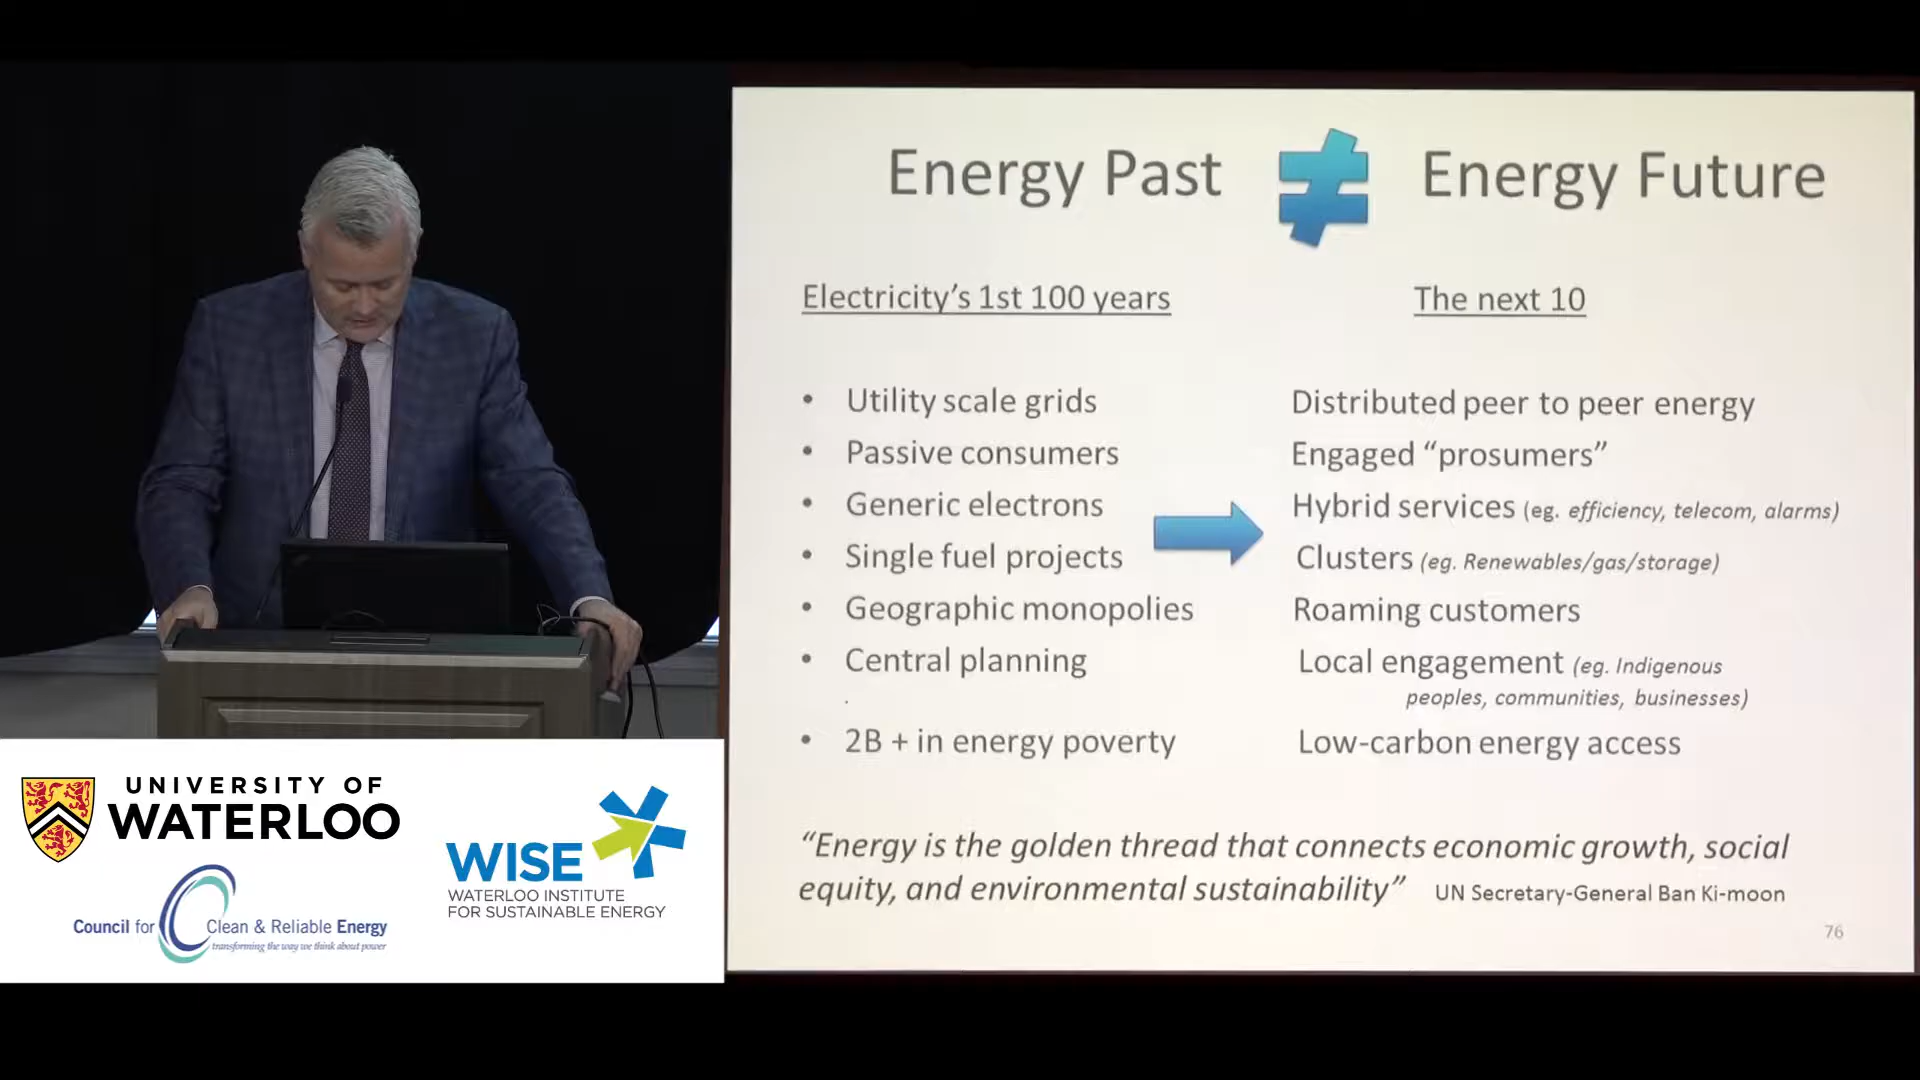 Energy Past ≠ Energy Future
Electricity’s 1st 100 years
The next 10
• Utility scale grids
Distributed peer to peer energy
• Passive consumers
Engaged “prosumers”
• Generic electrons
Hybrid services (eg. efficiency, telecom, alarms)
• Single fuel projects
Clusters (eg. Renewables/gas/storage)
• Geographic monopolies
Roaming customers
• Central planning
Local engagement (eg. Indigenous
peoples, communities, businesses)
.
• 2B + in energy poverty
Low-carbon energy access
“Energy is the golden thread that connects economic growth, social
equity, and environmental sustainability” UN Secretary-General Ban Ki-moon
76
UNIVERSITY OF
WATERLOO
WISE
WATERLOO INSTITUTE
FOR SUSTAINABLE ENERGY
Council for Clean & Reliable Energy
transforming the way we think about power